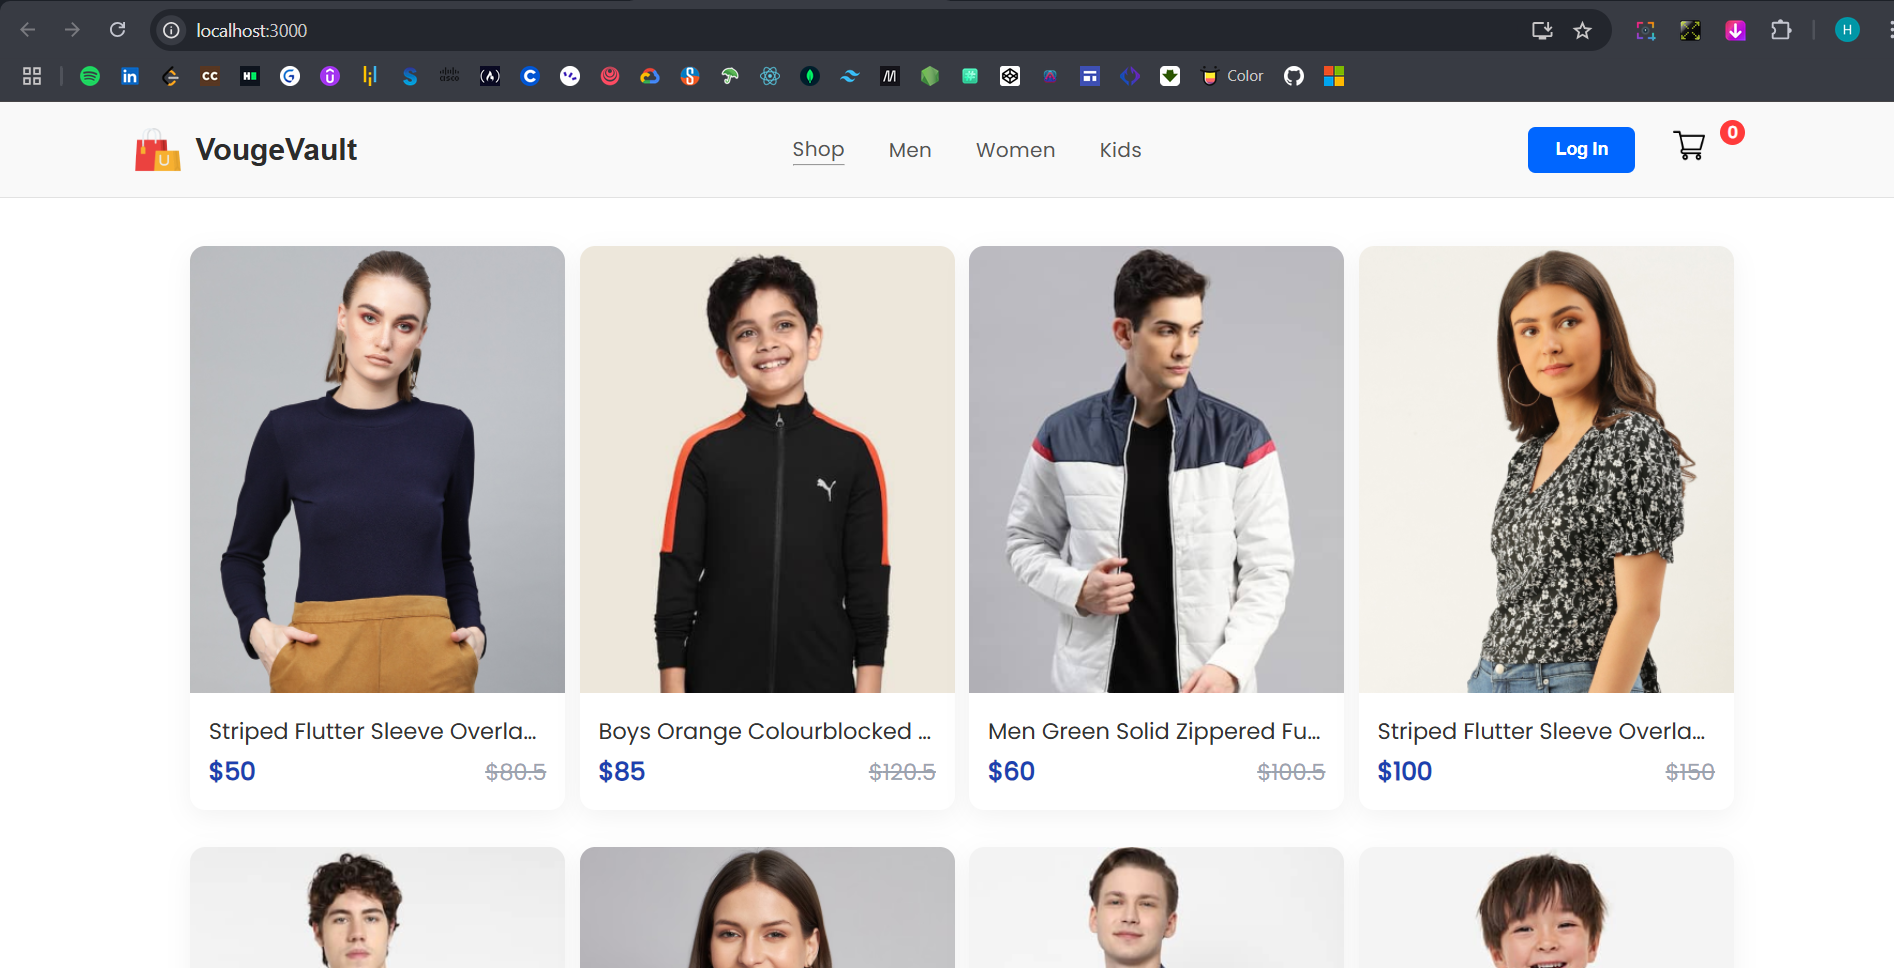 localhost:3000
CC
Color
H
VougeVault
Shop
Men
Women
Kids
Log In
0
Striped Flutter Sleeve Overla...
$50
$80.5
Boys Orange Colourblocked ...
$85
$120.5
Men Green Solid Zippered Fu...
$60
$100.5
Striped Flutter Sleeve Overla...
$100
$150